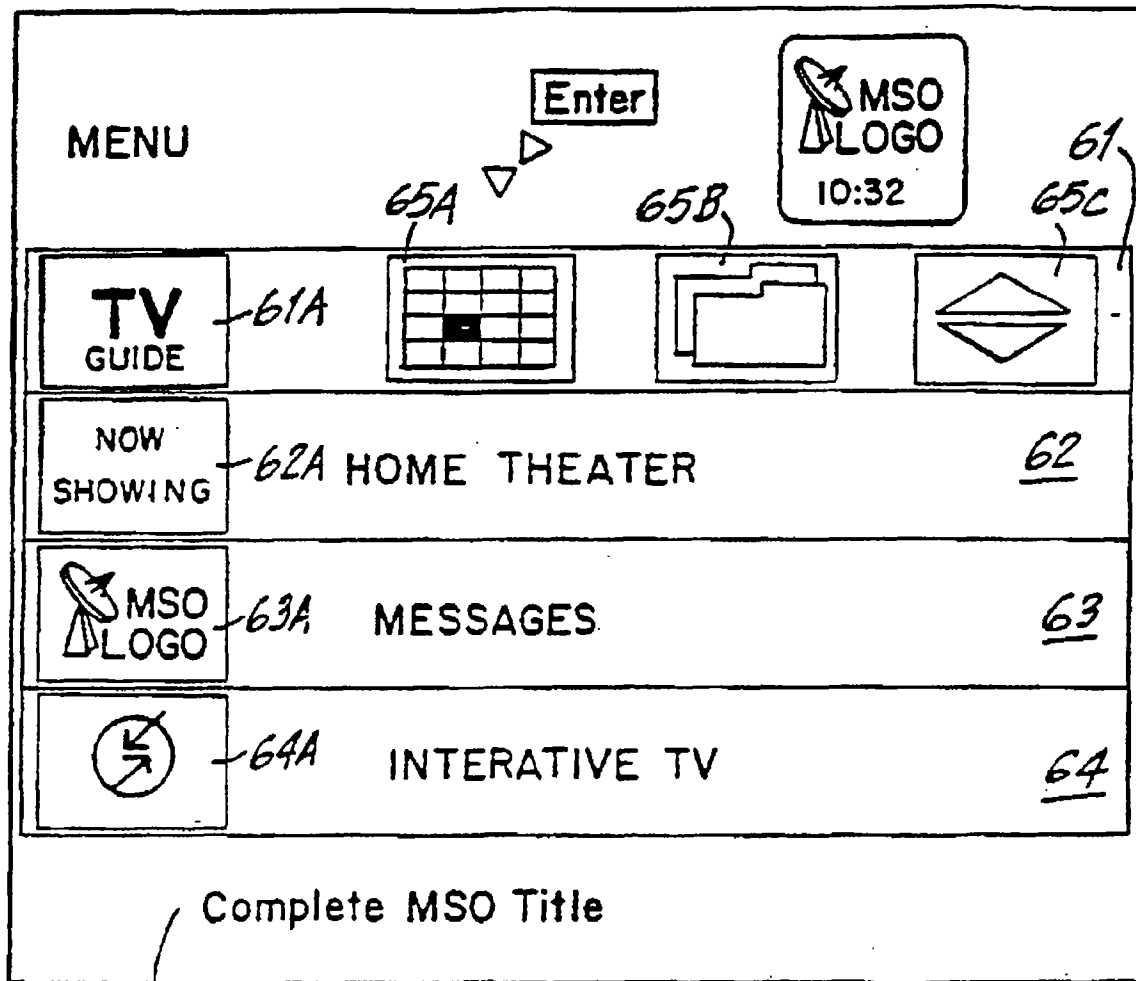 Enter
MSO
LOGO
10:32
MENU
61
65A
65B
65C
TV
GUIDE
61A
NOW
SHOWING
62A
HOME THEATER
62
MSO
LOGO
63A
MESSAGES
63
64A
INTERATIVE TV
64
Complete MSO Title